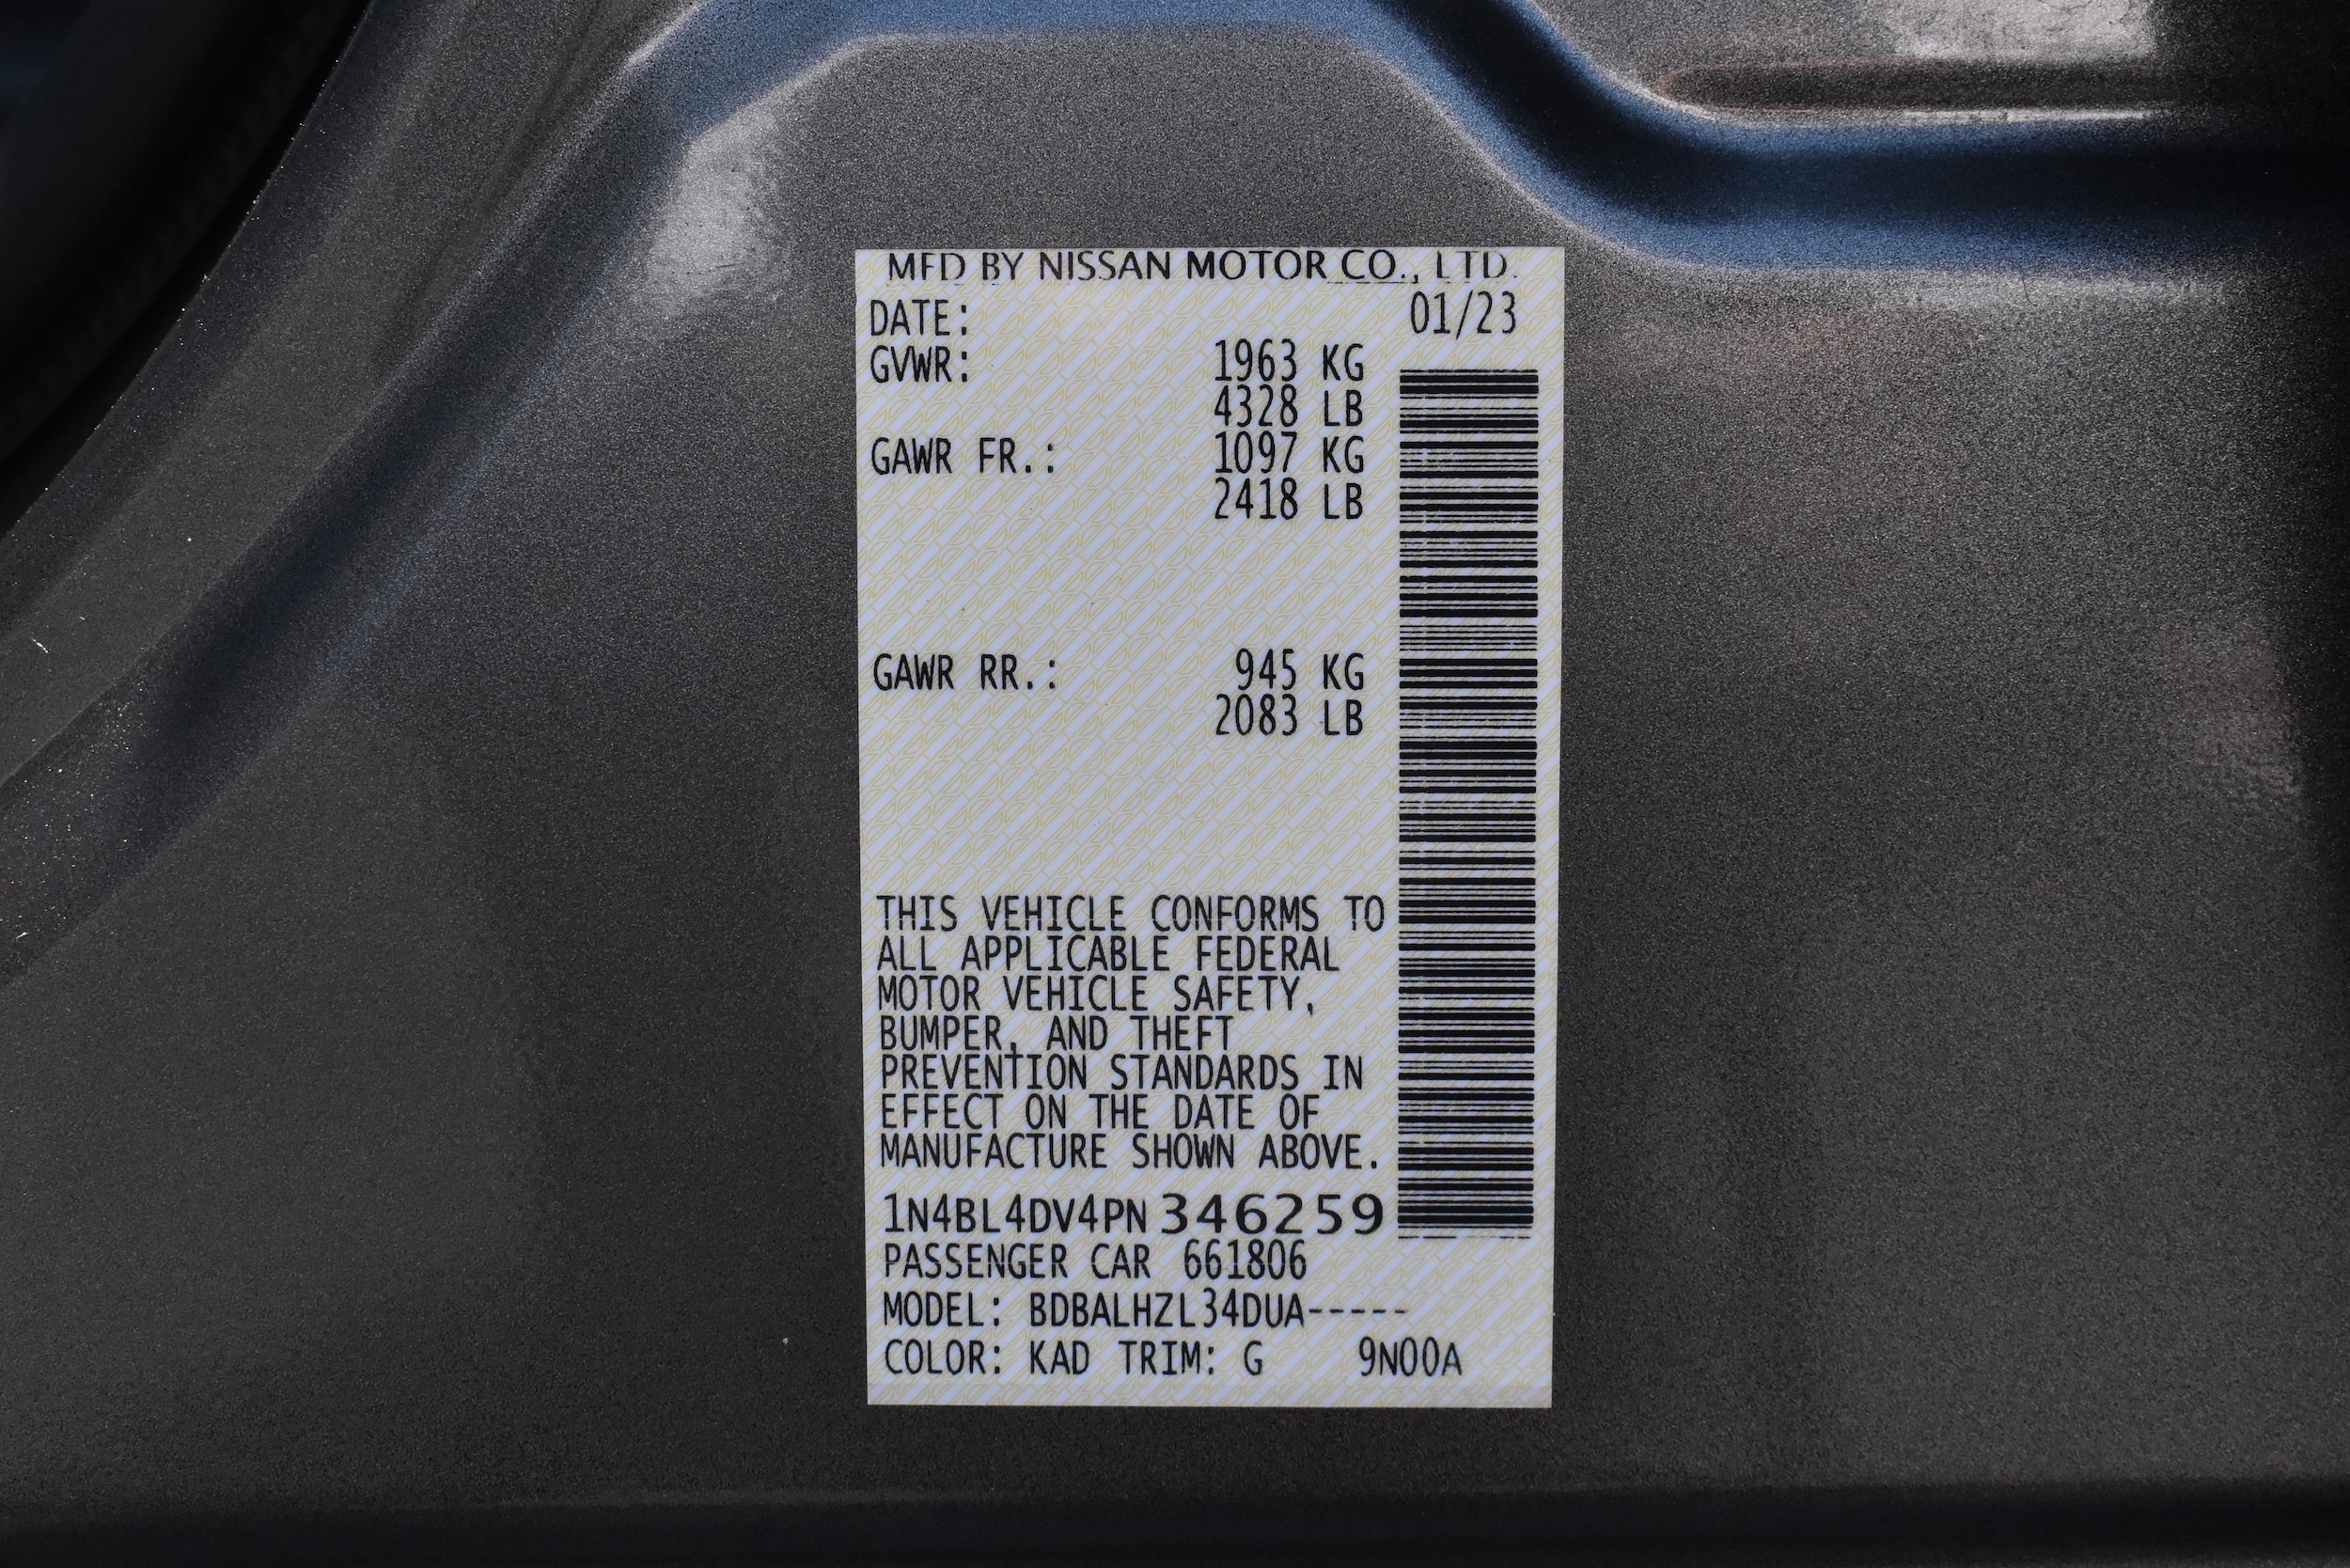 MFD BY NISSAN MOTOR CO., LTD.
DATE: 01/23
GVWR: 1963 KG
4328 LB
GAWR FR.: 1097 KG
2418 LB
GAWR RR.: 945 KG
2083 LB
THIS VEHICLE CONFORMS TO
ALL APPLICABLE FEDERAL
MOTOR VEHICLE SAFETY,
BUMPER, AND THEFT
PREVENTION STANDARDS IN
EFFECT ON THE DATE OF
MANUFACTURE SHOWN ABOVE.
1N4BL4DV4PN346259
PASSENGER CAR 661806
MODEL: BDBALHZL34DUA-----
COLOR: KAD TRIM: G 9N00A